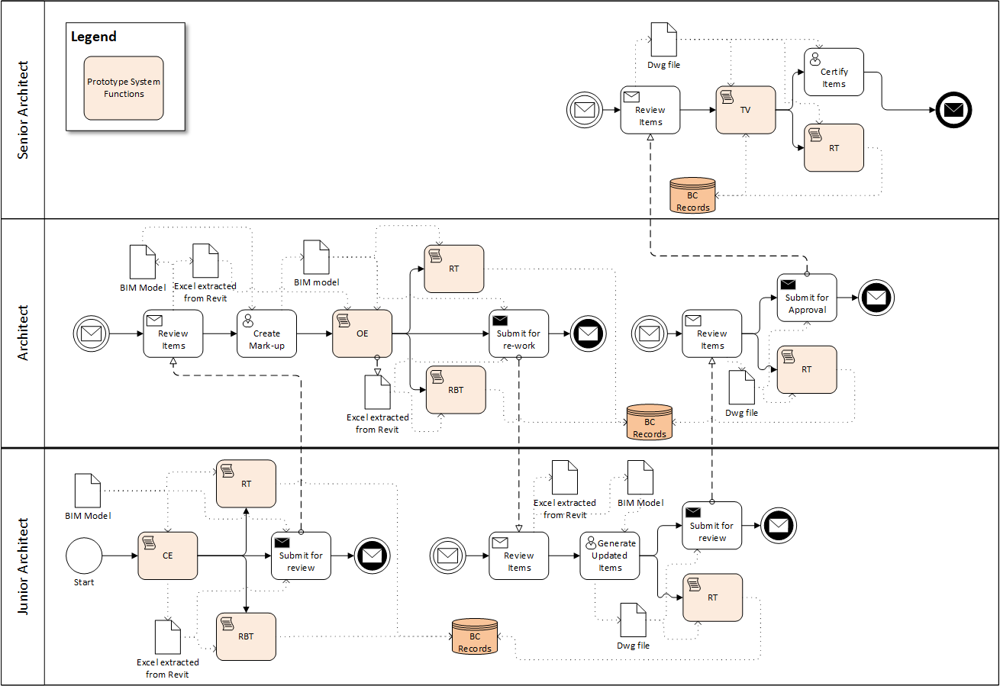 Senior Architect
Legend
Prototype System
Functions
Dwg file
Certify
Items
Review
Items
TV
RT
BC
Records
Architect
BIM Model
Excel extracted
from Revit
BIM model
RT
Review
Items
Create
Mark-up
OE
Submit for
re-work
RBT
Excel extracted
from Revit
Submit for
Approval
Review
Items
RT
Dwg file
BC
Records
Junior Architect
BIM Model
RT
CE
Submit for
review
Start
Excel extracted
from Revit
RBT
Excel extracted
from Revit
BIM Model
Review
Items
Generate
Updated
Items
Submit for
review
RT
Dwg file
BC
Records